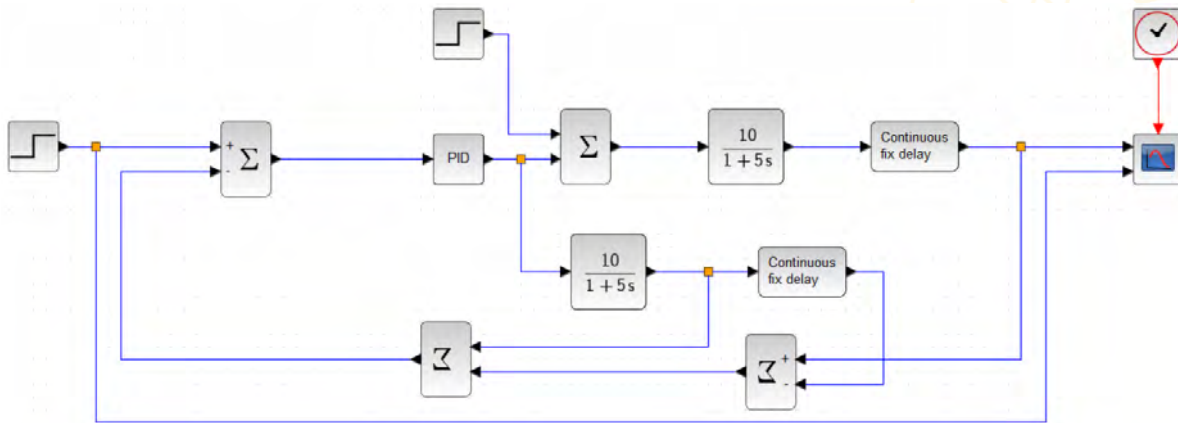 +
-
Σ
PID
Σ
10
1 + 5s
Continuous
fix delay
10
1 + 5s
Continuous
fix delay
Σ
Σ
+
-